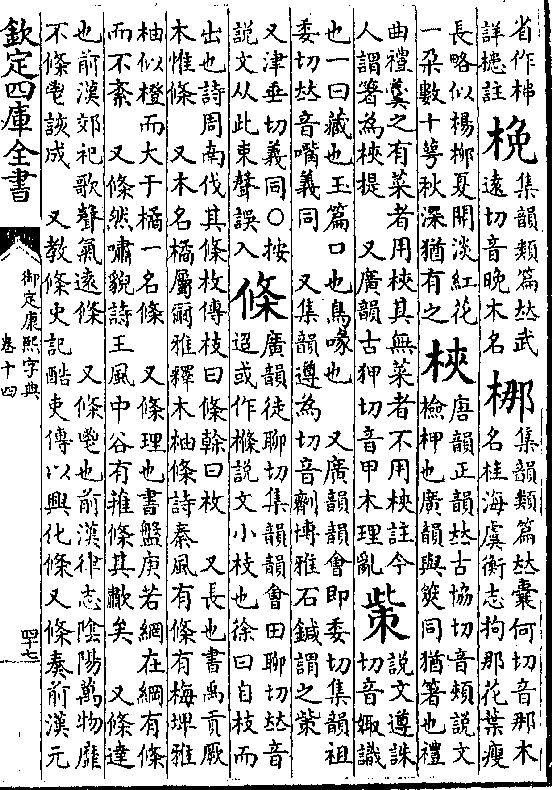 省作杮
詳註
梚
集韻類篇𠀤武
遠切音晚木名
梛
集韻類篇𠀤囊何切音那木
名桂海虞衡志拘那花葉瘦
長略似楊柳夏開淡紅花
一朶數十萼秋深猶有之
梜
唐韻正韻𠀤古協切音頰說文
檢柙也廣韻與筴同猶箸也禮
曲禮羹之有菜者用梜其無菜者不用梜註今
人謂箸為梜提　又廣韻古狎切音甲木理亂
㭰
說文遵誄
切音識
也一曰藏也玉篇口也鳥喙也　又廣韻韻會即委切集韻祖
委切𠀤音嘴義同　又集韻遵為切音劑博雅石鍼謂之㭰
又津垂切義同○按
說文从此束聲誤入
條
廣韻徒聊切集韻韻會田聊切𠀤音
迢或作樤說文小枝也徐曰自枝而
出也詩周南伐其條枚傳枝曰條榦曰枚　又長也書禹貢厥
木惟條　又木名橘屬爾雅釋木柚條詩秦風有條有梅埤雅
柚似橙而大于橘一名條　又條理也書盤庚若網在綱有條
而不紊　又條然嘯貌詩王風中谷有蓷條其歗矣　又條達
也前漢郊祀歌聲氣遠條　又條鬯也前漢律志隂陽萬物靡
不條鬯該成　又教條史記酷吏傳以興化條又條奏前漢元
欽定四庫全書
御定康熙字典
卷十四
四十七